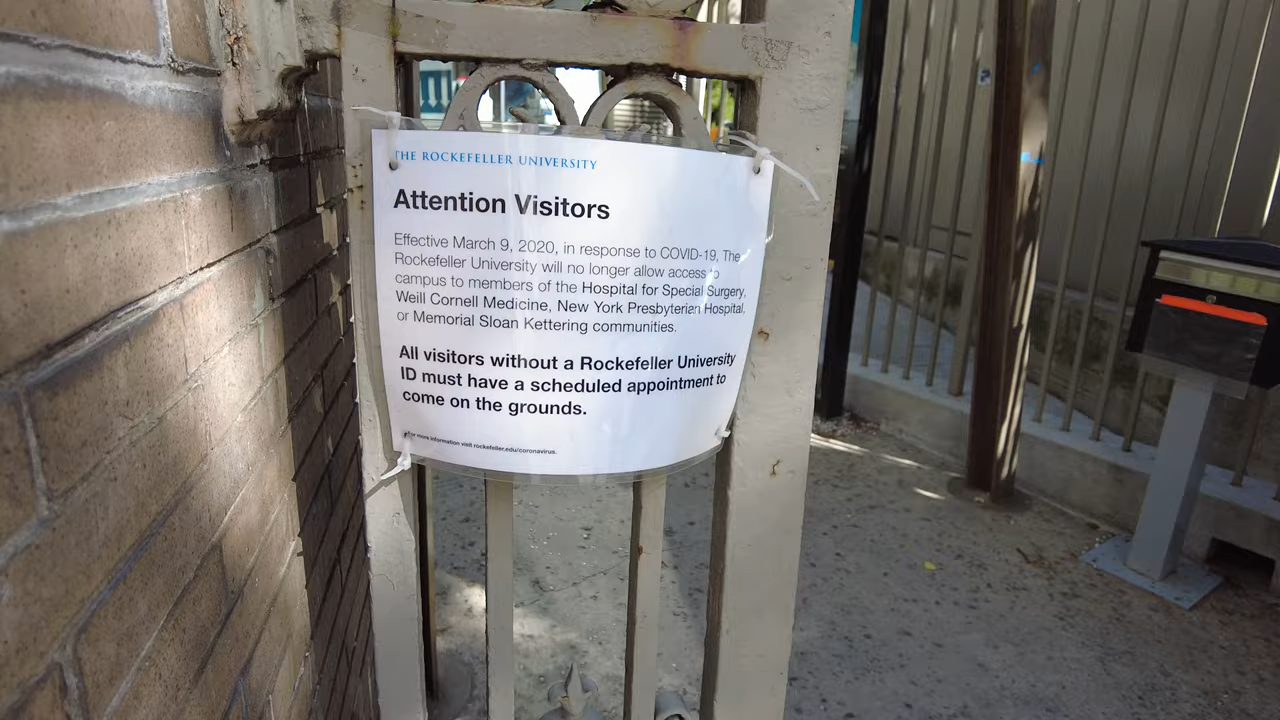 THE ROCKEFELLER UNIVERSITY
Attention Visitors
Effective March 9, 2020, in response to COVID-19, The
Rockefeller University will no longer allow access to
campus to members of the Hospital for Special Surgery,
Weill Cornell Medicine, New York Presbyterian Hospital,
or Memorial Sloan Kettering communities.
All visitors without a Rockefeller University
ID must have a scheduled appointment to
come on the grounds.
For more information visit rockefeller.edu/coronavirus.